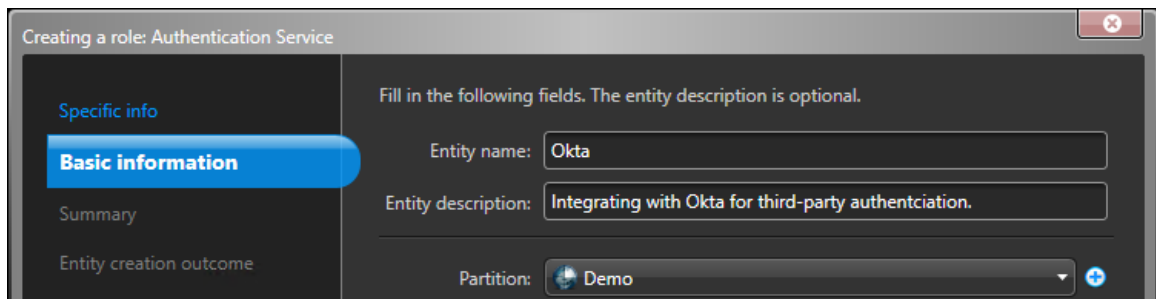 Creating a role: Authentication Service
Specific info
Basic information
Summary
Entity creation outcome
Fill in the following fields. The entity description is optional.
Entity name: Okta
Entity description: Integrating with Okta for third-party authentciation.
Partition: Demo